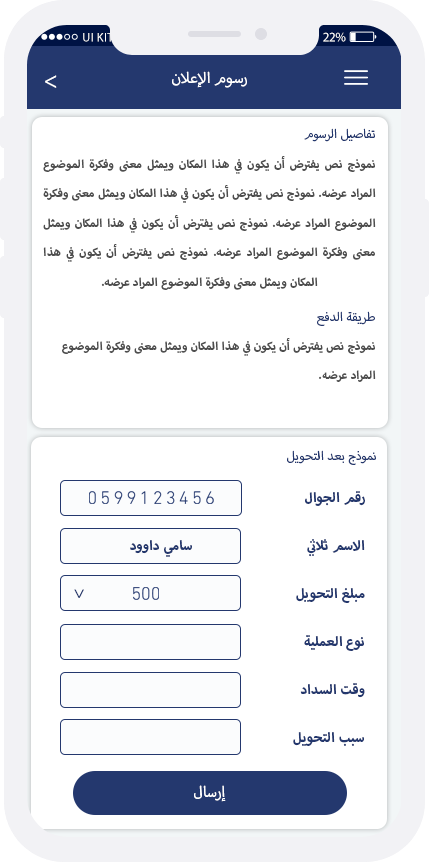 UI KIT
22%
رسوم الإعلان
<
تفاصيل الرسوم
نموذج نص يفترض أن يكون في هذا المكان ويمثل معنى وفكرة الموضوع
المراد عرضه. نموذج نص يفترض أن يكون في هذا المكان ويمثل معنى وفكرة
الموضوع المراد عرضه. نموذج نص يفترض أن يكون في هذا المكان ويمثل
معنى وفكرة الموضوع المراد عرضه. نموذج نص يفترض أن يكون في هذا
المكان ويمثل معنى وفكرة الموضوع المراد عرضه.
طريقة الدفع
نموذج نص يفترض أن يكون في هذا المكان ويمثل معنى وفكرة الموضوع
المراد عرضه.
نموذج بعد التحويل
رقم الجوال 0599123456
الاسم ثلاثي سامي داوود
مبلغ التحويل 500
نوع العملية
وقت السداد
سبب التحويل
إرسال